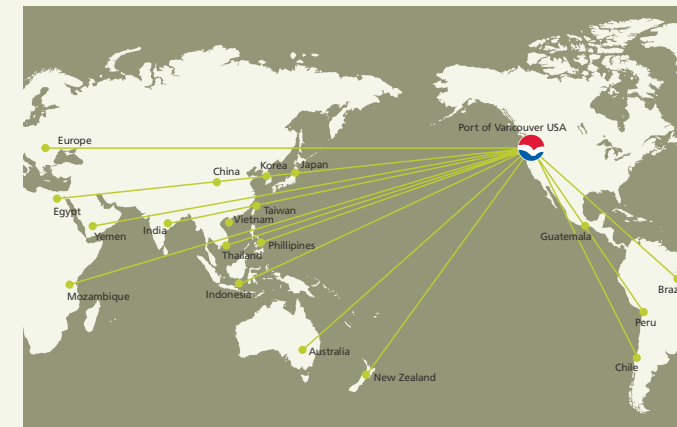 Port of Vancouver USA
Europe
China
Korea
Japan
Egypt
Yemen
India
Taiwan
Vietnam
Thailand
Phillipines
Guatemala
Mozambique
Indonesia
Braz
Peru
Australia
New Zealand
Chile